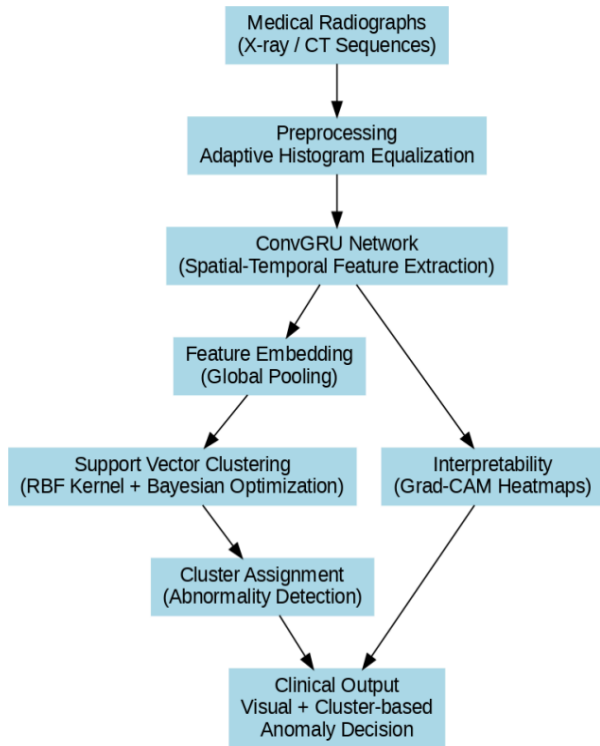 Medical Radiographs
(X-ray / CT Sequences)
Preprocessing
Adaptive Histogram Equalization
ConvGRU Network
(Spatial-Temporal Feature Extraction)
Feature Embedding
(Global Pooling)
Support Vector Clustering
(RBF Kernel + Bayesian Optimization)
Interpretability
(Grad-CAM Heatmaps)
Cluster Assignment
(Abnormality Detection)
Clinical Output
Visual + Cluster-based
Anomaly Decision